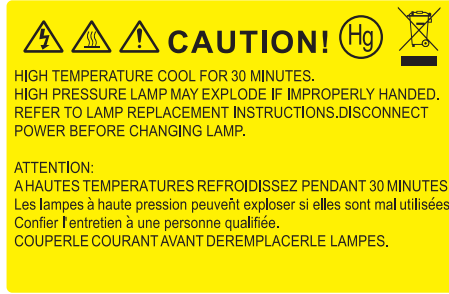 CAUTION! Hg
HIGH TEMPERATURE COOL FOR 30 MINUTES.
HIGH PRESSURE LAMP MAY EXPLODE IF IMPROPERLY HANDED.
REFER TO LAMP REPLACEMENT INSTRUCTIONS.DISCONNECT
POWER BEFORE CHANGING LAMP.
ATTENTION:
A HAUTES TEMPERATURES REFROIDISSEZ PENDANT 30 MINUTES
Les lampes à haute pression peuveñt exploser si elles sont mal utilisées
Confier l'entretien à une personne qualifiée.
COUPERLE COURANT AVANT DEREMPLACERLE LAMPES.